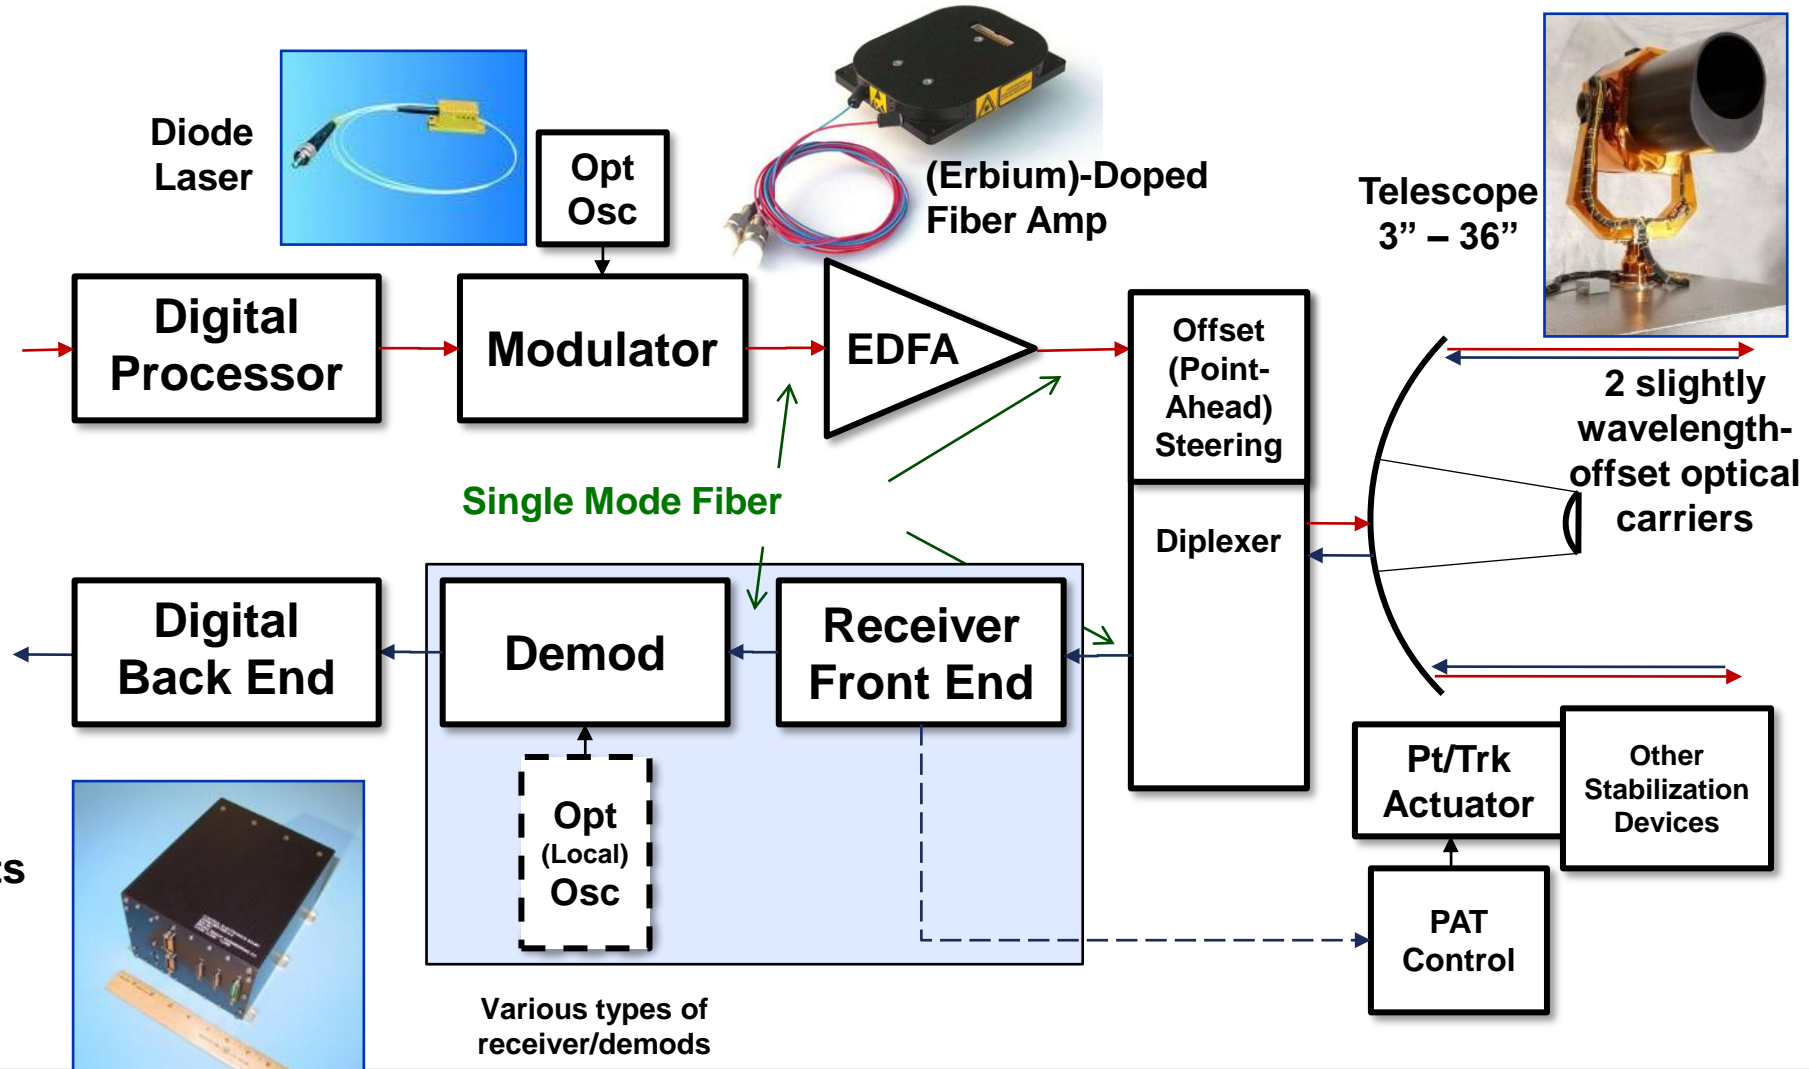 Diode
Laser
Opt
Osc
(Erbium)-Doped
Fiber Amp
Telescope
3” – 36”
Digital
Processor
Modulator
EDFA
Offset
(Point-
Ahead)
Steering
2 slightly
wavelength-
offset optical
carriers
Single Mode Fiber
Diplexer
Digital
Back End
Demod
Receiver
Front End
Opt
(Local)
Osc
Pt/Trk
Actuator
Other
Stabilization
Devices
PAT
Control
Various types of
receiver/demods